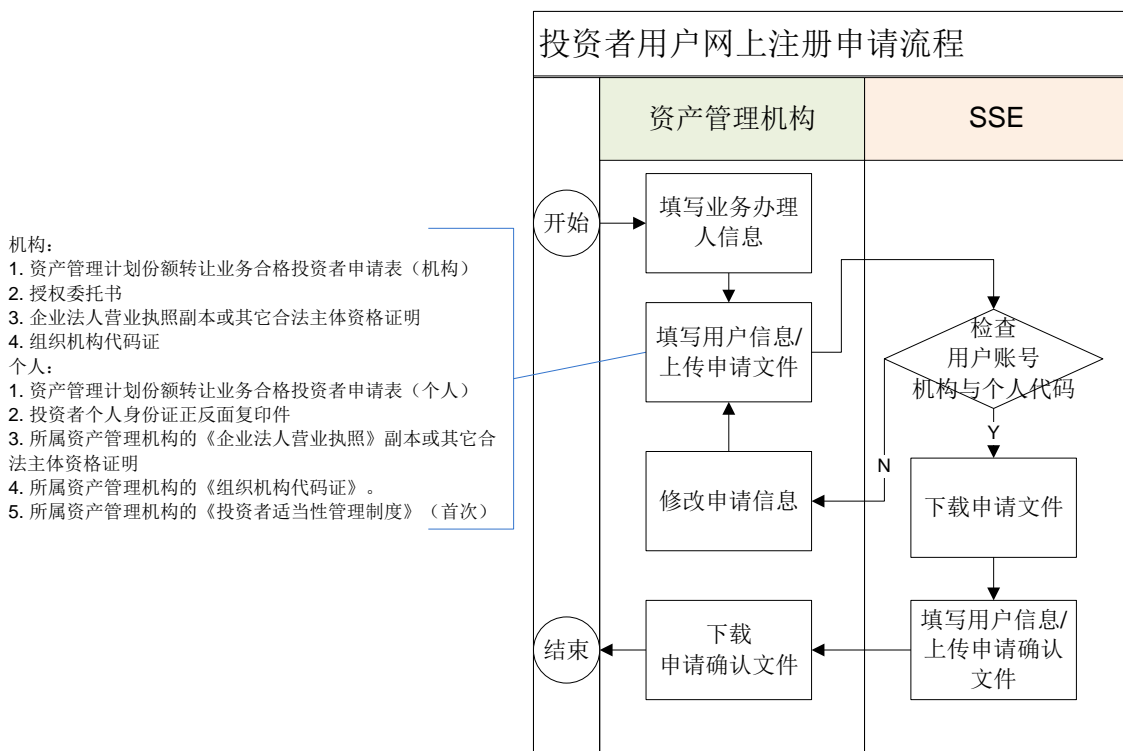 投资者用户网上注册申请流程
资产管理机构
SSE
开始
填写业务办理
人信息
机构：
1. 资产管理计划份额转让业务合格投资者申请表（机构）
2. 授权委托书
3. 企业法人营业执照副本或其它合法主体资格证明
4. 组织机构代码证
个人：
1. 资产管理计划份额转让业务合格投资者申请表（个人）
2. 投资者个人身份证正反面复印件
3. 所属资产管理机构的《企业法人营业执照》副本或其它合
法主体资格证明
4. 所属资产管理机构的《组织机构代码证》。
5. 所属资产管理机构的《投资者适当性管理制度》（首次）
填写用户信息/
上传申请文件
检查
用户账号
机构与个人代码
Y
N
修改申请信息
下载申请文件
结束
下载
申请确认文件
填写用户信息/
上传申请确认
文件